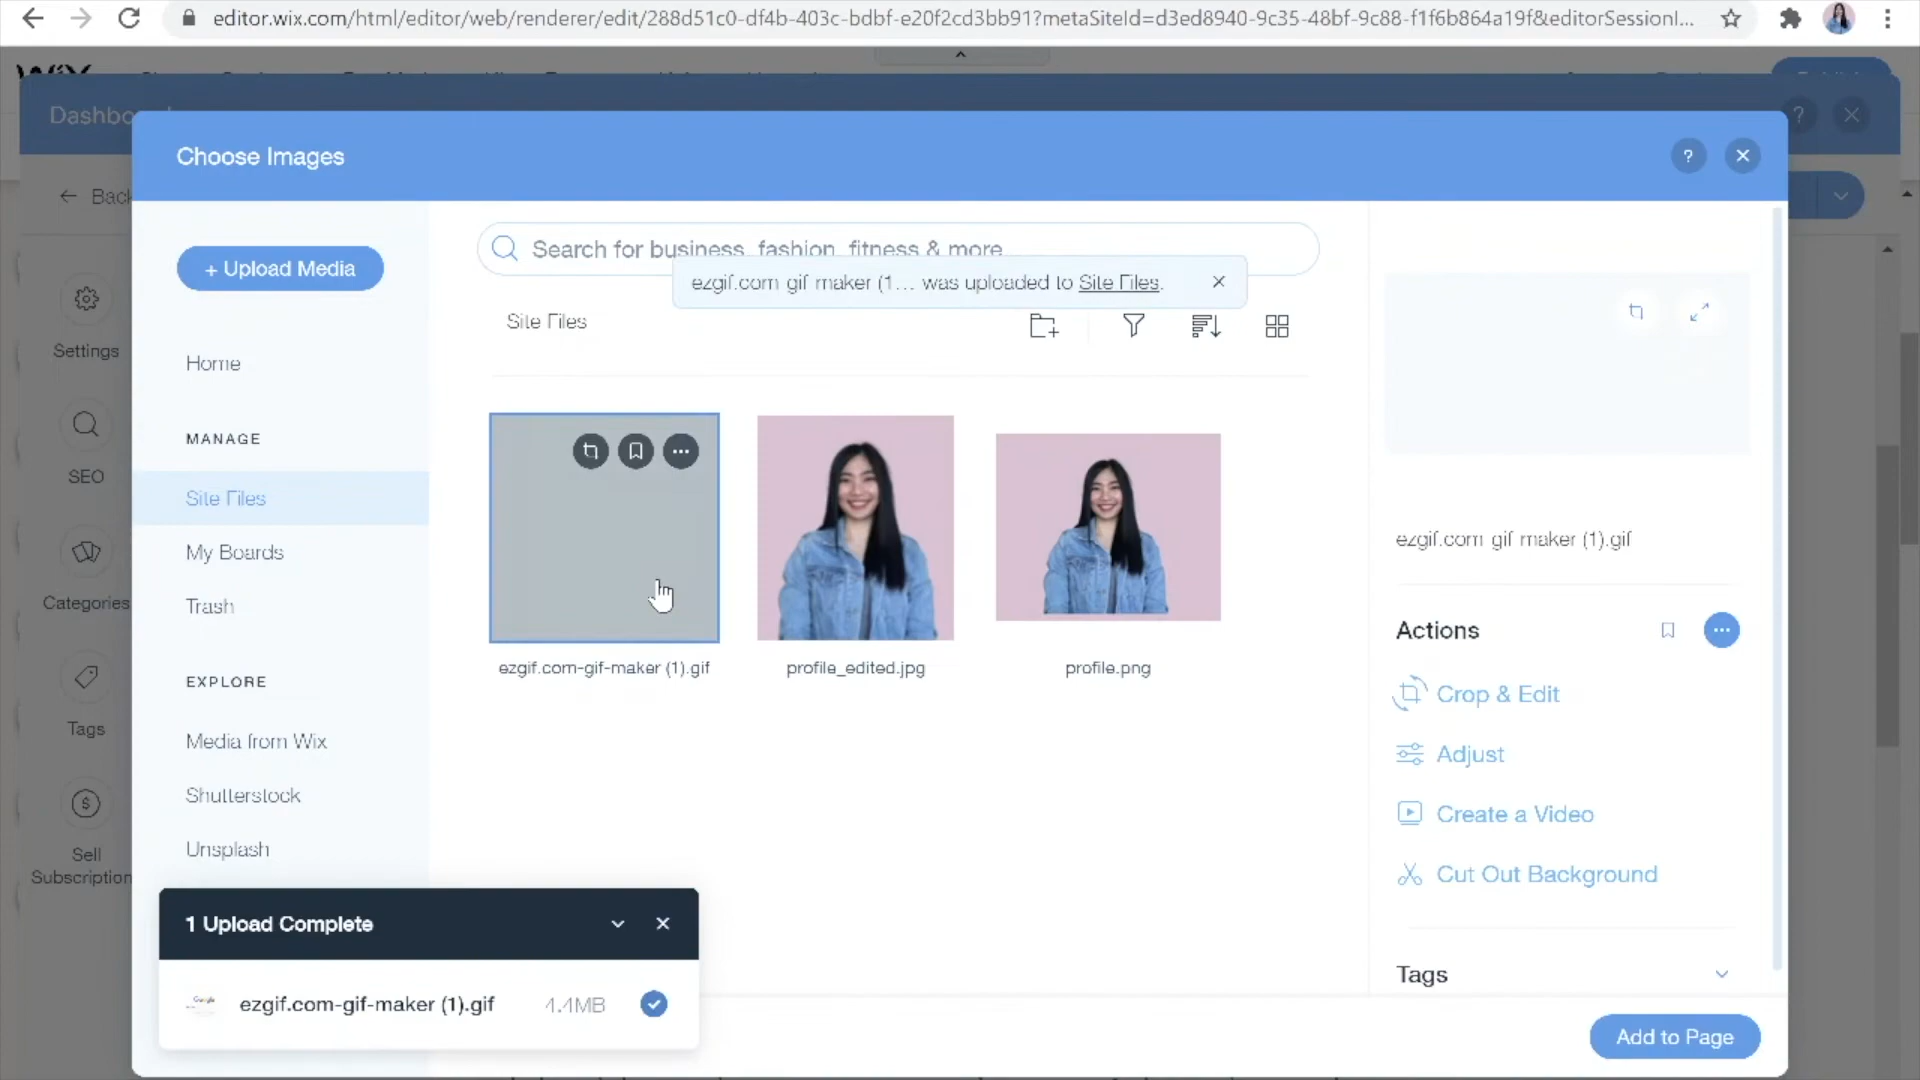 editor.wix.com/html/editor/web/renderer/edit/288d51c0-df4b-403c-bdbf-e20f2cd3bb91?metaSiteId=d3ed8940-9c35-48bf-9c88-f1f6b864a19f&editorSessionI...
WiX
Choose Images
?
Back
+ Upload Media
Search for business, fashion, fitness & more
ezgif.com gif maker (1... was uploaded to Site Files.
Site Files
Settings
Home
MANAGE
SEO
Site Files
ezgif.com gif maker (1).gif
My Boards
Categories
Trash
Actions
ezgif.com-gif-maker (1).gif
profile_edited.jpg
profile.png
EXPLORE
Crop & Edit
Tags
Media from Wix
Adjust
Shutterstock
Create a Video
Sell
Subscription
Unsplash
Cut Out Background
1 Upload Complete
Tags
Google
ezgif.com-gif-maker (1).gif 4.4MB
Add to Page